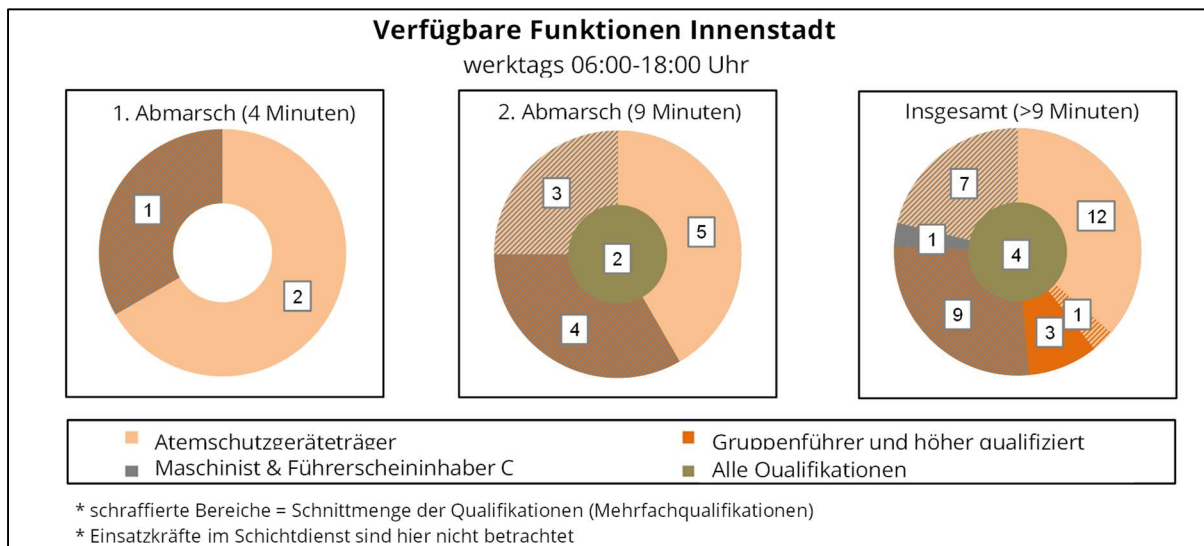 Verfügbare Funktionen Innenstadt
werktags 06:00-18:00 Uhr
1. Abmarsch (4 Minuten)
1
2
2. Abmarsch (9 Minuten)
3
5
2
4
Insgesamt (>9 Minuten)
7
12
1
4
1
3
9
Atemschutzgeräteträger
Gruppenführer und höher qualifiziert
Maschinist & Führerscheininhaber C
Alle Qualifikationen
* schraffierte Bereiche = Schnittmenge der Qualifikationen (Mehrfachqualifikationen)
* Einsatzkräfte im Schichtdienst sind hier nicht betrachtet